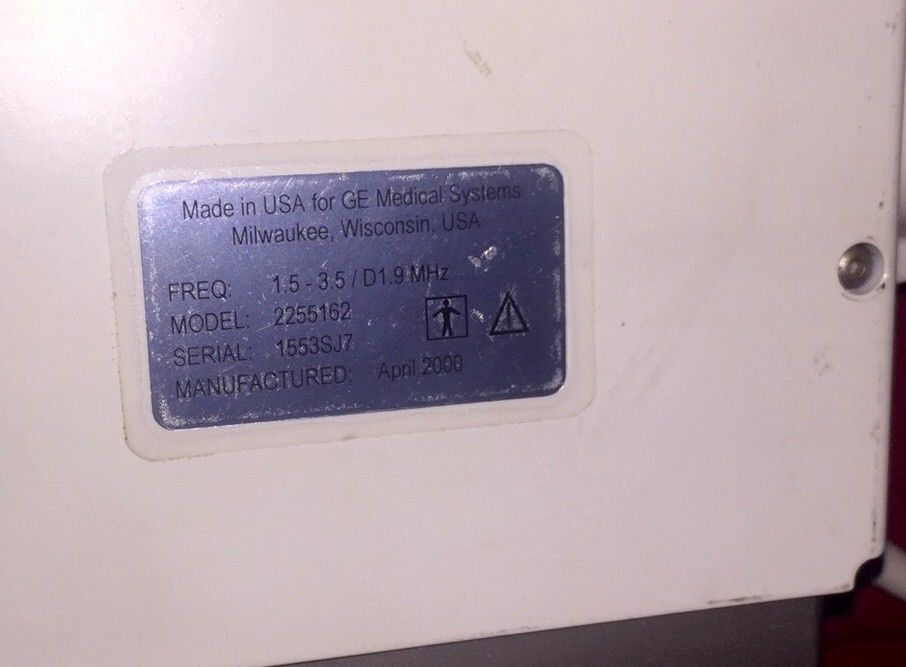 Made in USA for GE Medical Systems
Milwaukee, Wisconsin, USA
FREQ: 1.5 - 3.5 / D1.9 MHz
MODEL: 2255162
SERIAL: 1553SJ7
MANUFACTURED: April 2000